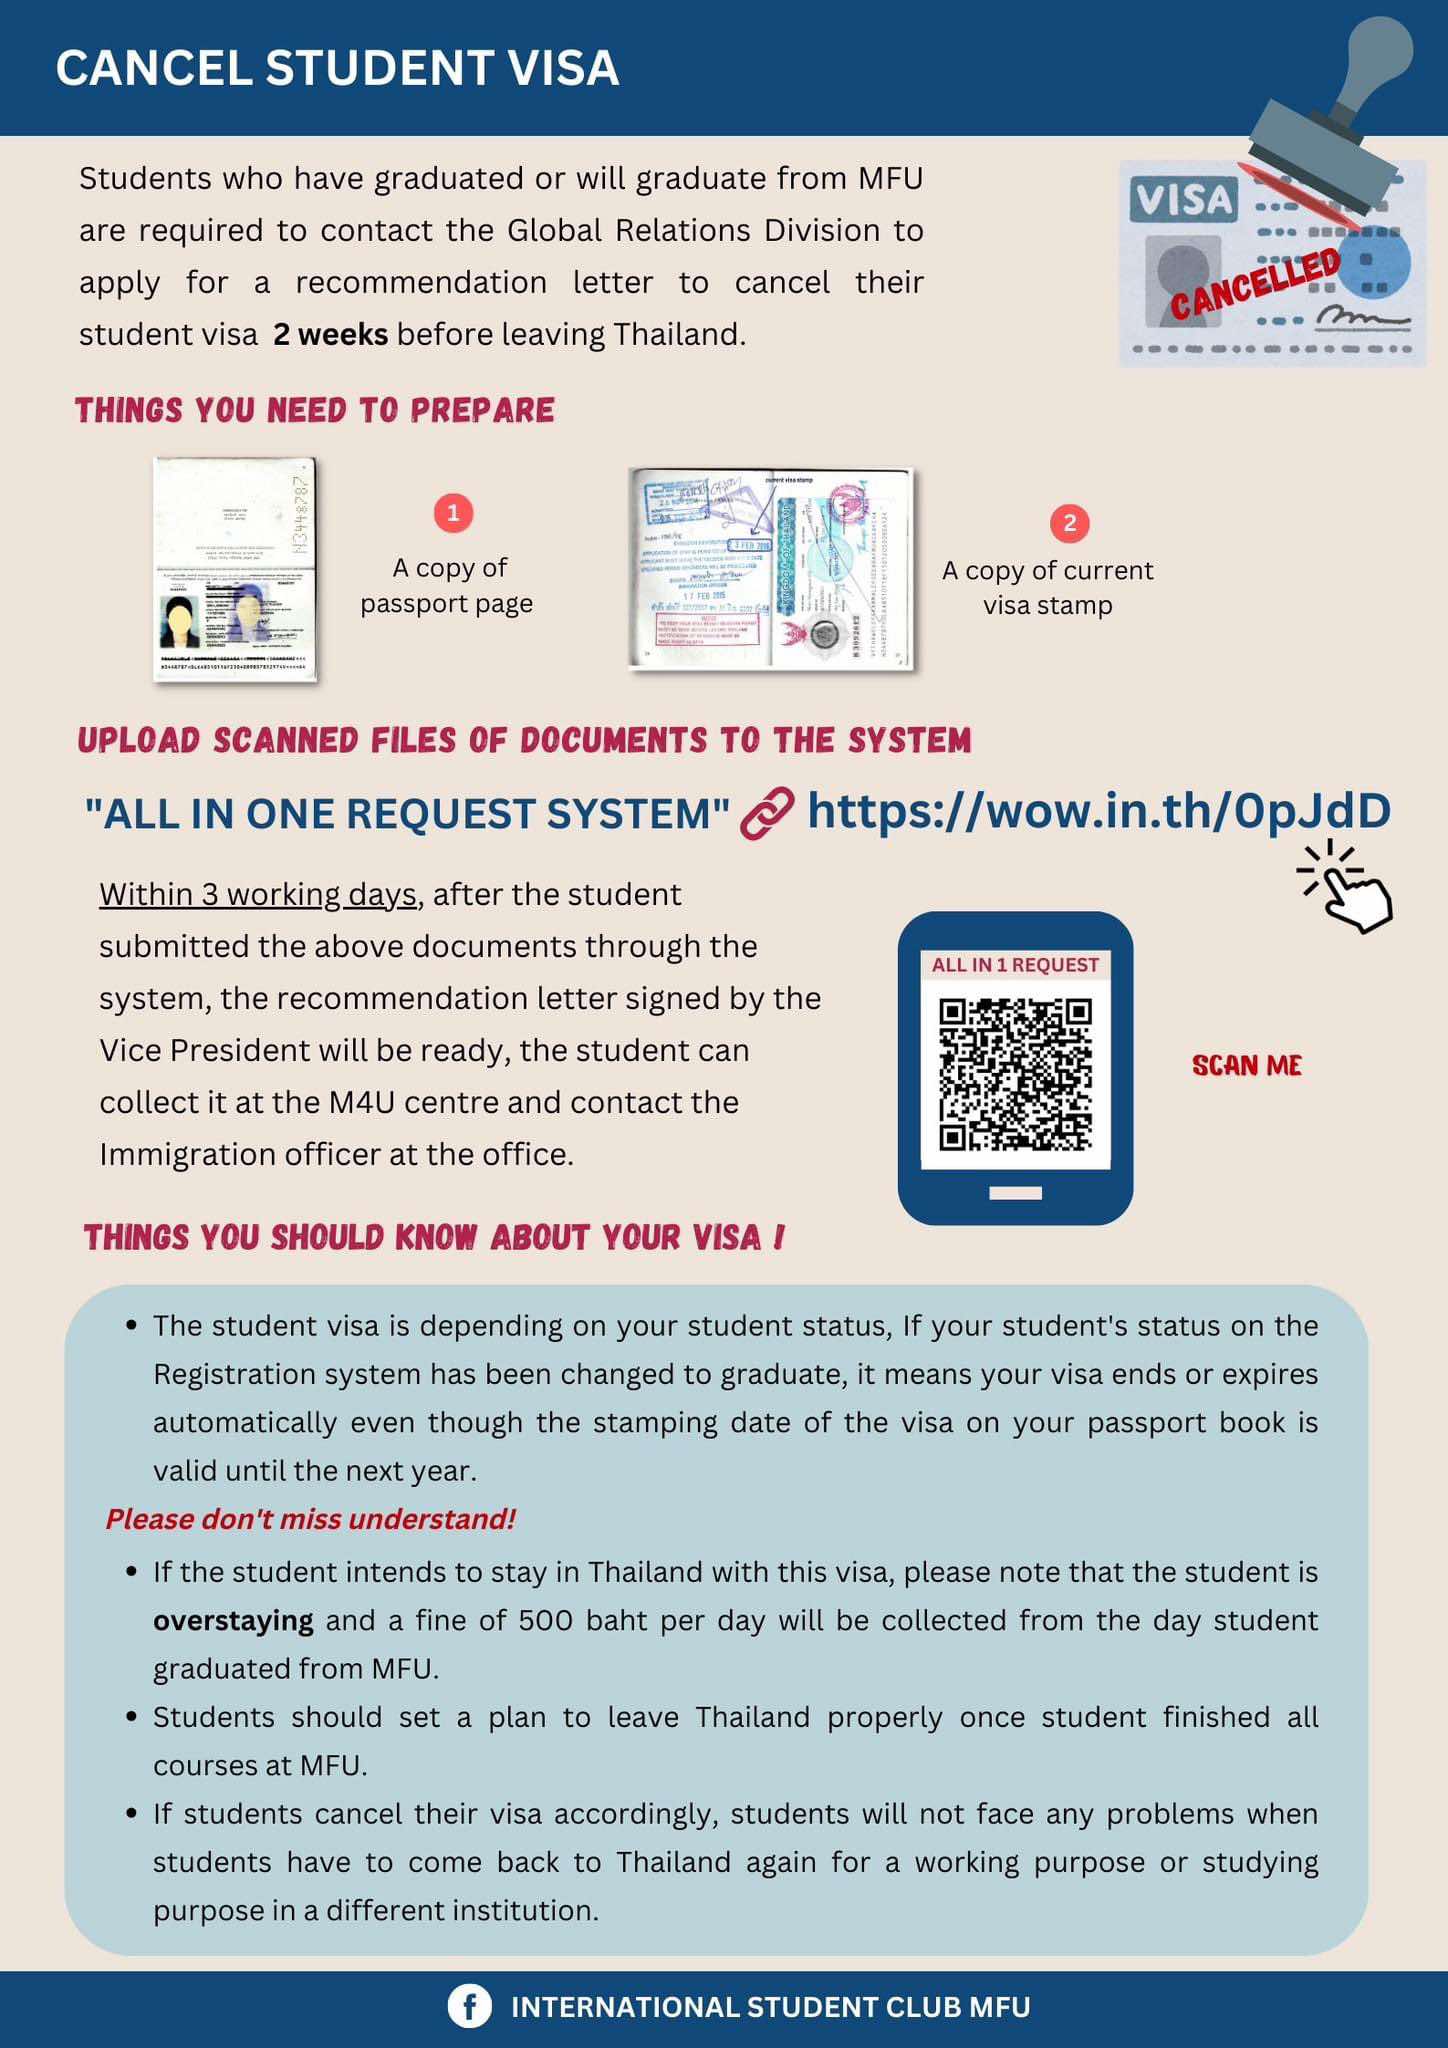 CANCEL STUDENT VISA
Students who have graduated or will graduate from MFU
are required to contact the Global Relations Division to
apply for a recommendation letter to cancel their
student visa 2 weeks before leaving Thailand.
VISA
CANCELLED
THINGS YOU NEED TO PREPARE
1
A copy of
passport page
current visa stamp
17 FEB 2015
2
A copy of current
visa stamp
UPLOAD SCANNED FILES OF DOCUMENTS TO THE SYSTEM
"ALL IN ONE REQUEST SYSTEM" https://wow.in.th/0pJdD
Within 3 working days, after the student
submitted the above documents through the
system, the recommendation letter signed by the
Vice President will be ready, the student can
collect it at the M4U centre and contact the
Immigration officer at the office.
ALL IN 1 REQUEST
SCAN ME
THINGS YOU SHOULD KNOW ABOUT YOUR VISA !
• The student visa is depending on your student status, If your student's status on the
Registration system has been changed to graduate, it means your visa ends or expires
automatically even though the stamping date of the visa on your passport book is
valid until the next year.
Please don't miss understand!
• If the student intends to stay in Thailand with this visa, please note that the student is
overstaying and a fine of 500 baht per day will be collected from the day student
graduated from MFU.
• Students should set a plan to leave Thailand properly once student finished all
courses at MFU.
• If students cancel their visa accordingly, students will not face any problems when
students have to come back to Thailand again for a working purpose or studying
purpose in a different institution.
INTERNATIONAL STUDENT CLUB MFU